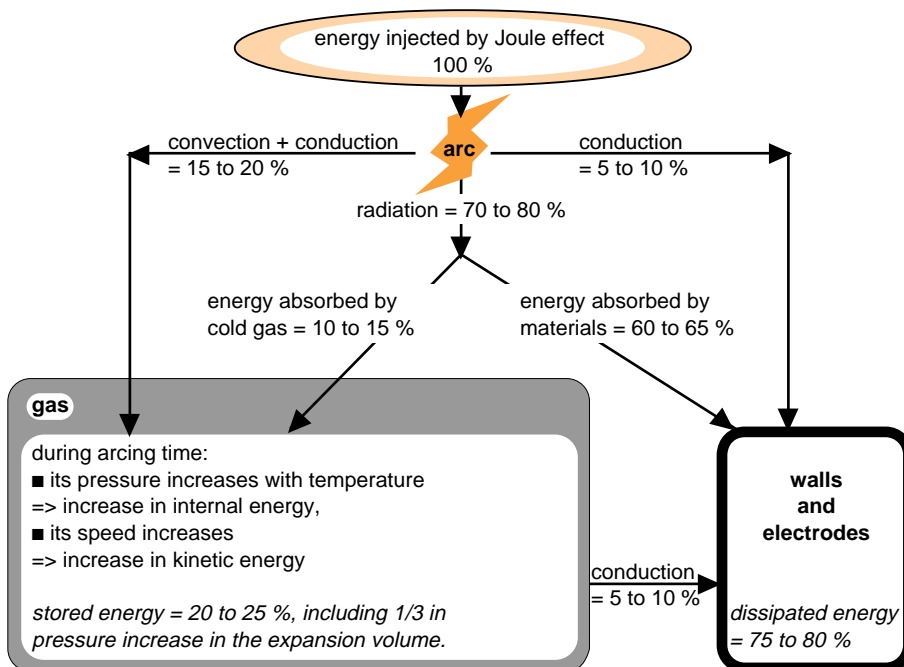 energy injected by Joule effect
100 %
convection + conduction
= 15 to 20 %
arc
conduction
= 5 to 10 %
radiation = 70 to 80 %
energy absorbed by
cold gas = 10 to 15 %
energy absorbed by
materials = 60 to 65 %
gas
during arcing time:
■ its pressure increases with temperature
=> increase in internal energy,
■ its speed increases
=> increase in kinetic energy
stored energy = 20 to 25 %, including 1/3 in
pressure increase in the expansion volume.
conduction
= 5 to 10 %
walls
and
electrodes
dissipated energy
= 75 to 80 %